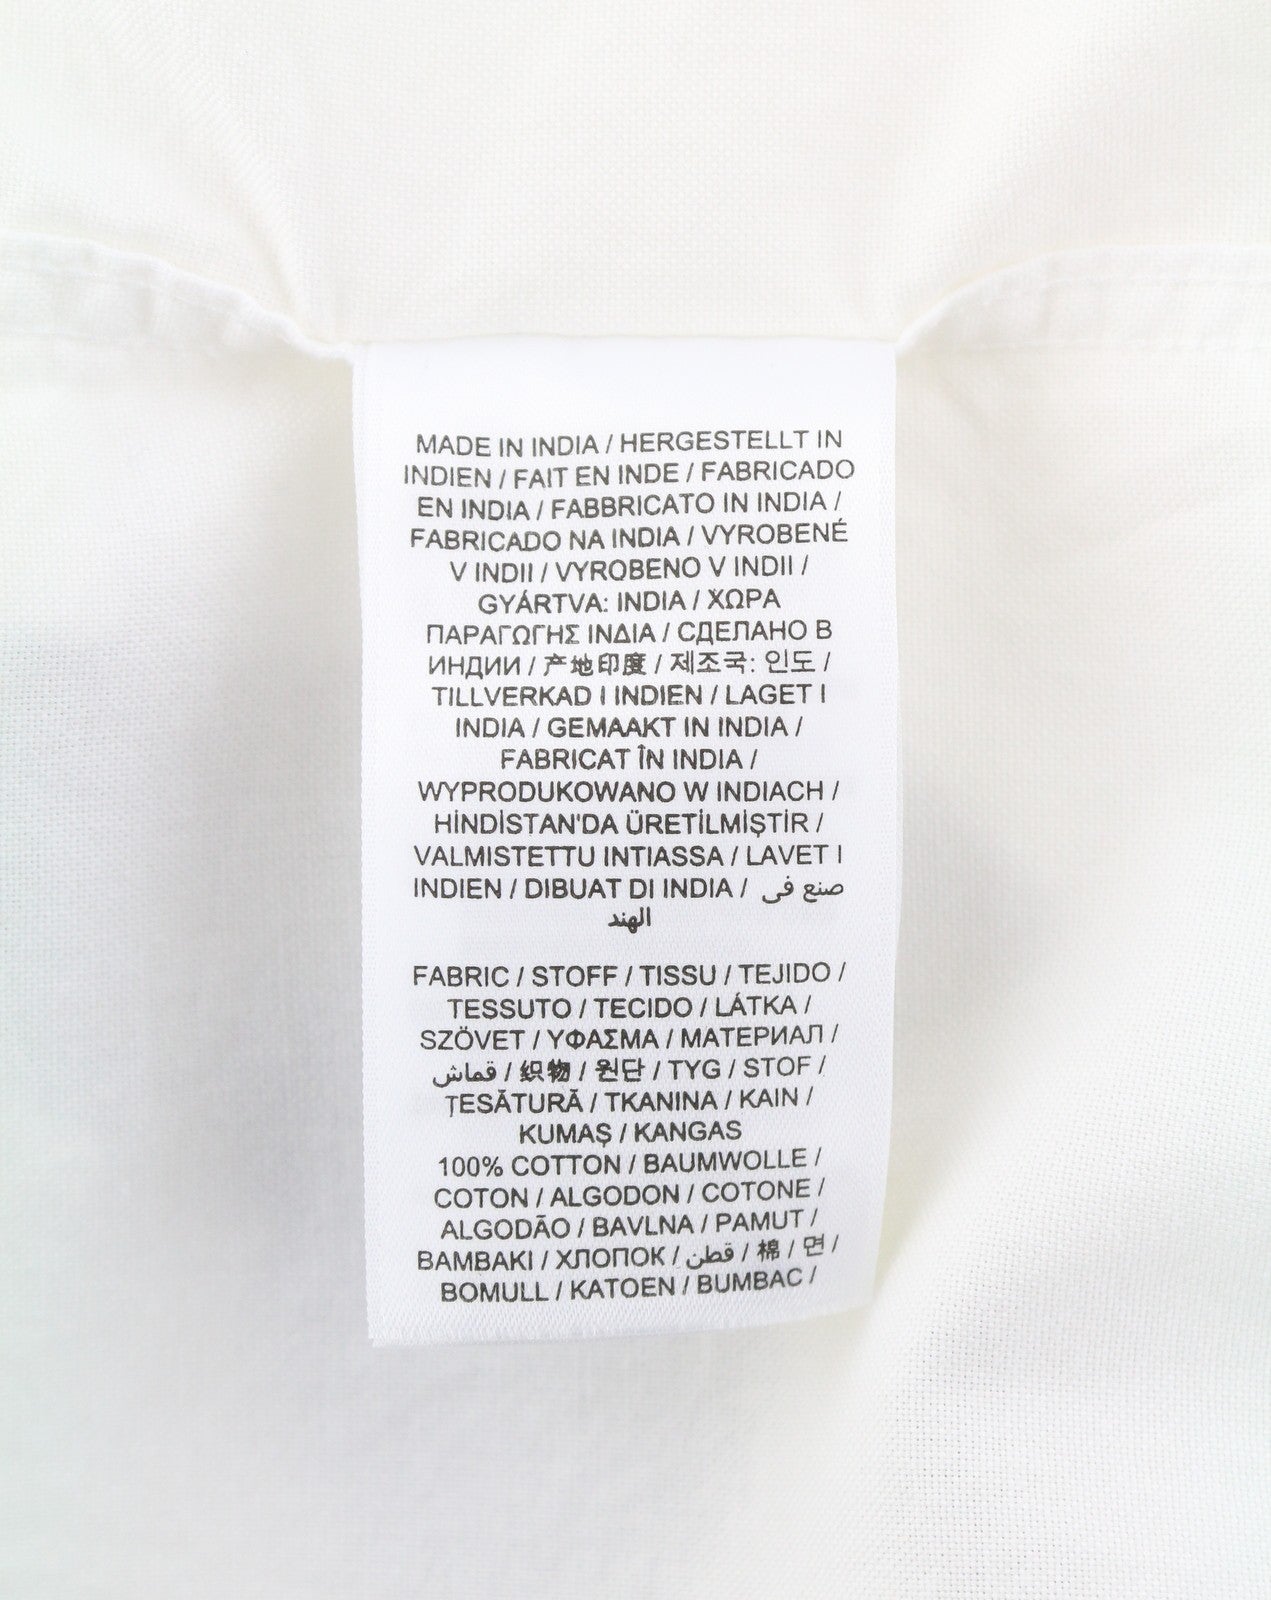 MADE IN INDIA / HERGESTELLT IN
INDIEN / FAIT EN INDE / FABRICADO
EN INDIA / FABBRICATO IN INDIA /
FABRICADO NA INDIA / VYROBENÉ
V INDII / VYROBENO V INDII /
GYÁRTVA: INDIA / ΧΩΡΑ
ΠΑΡΑΓΩΓΗΣ ΙΝΔΙΑ / СДЕЛАНО В
ИНДИИ / 产地印度 / 제조국: 인도 /
TILLVERKAD I INDIEN / LAGET I
INDIA / GEMAAKT IN INDIA /
FABRICAT ÎN INDIA /
WYPRODUKOWANO W INDIACH /
HİNDİSTAN'DA ÜRETİLMİŞTİR /
VALMISTETTU INTIASSA / LAVET I
INDIEN / DIBUAT DI INDIA / صنع فى
الهند
FABRIC / STOFF / TISSU / TEJIDO /
TESSUTO / TECIDO / LÁTKA /
SZÖVET / ΥΦΑΣΜΑ / МАТЕРИАЛ /
قماش / 织物 / 원단 / TYG / STOF /
ȚESĂTURĂ / TKANINA / KAIN /
KUMAŞ / KANGAS
100% COTTON / BAUMWOLLE /
COTON / ALGODON / COTONE /
ALGODÃO / BAVLNA / PAMUT /
BAMBAKI / ХЛОПОК / قطن / 棉 / 면 /
BOMULL / KATOEN / BUMBAC /